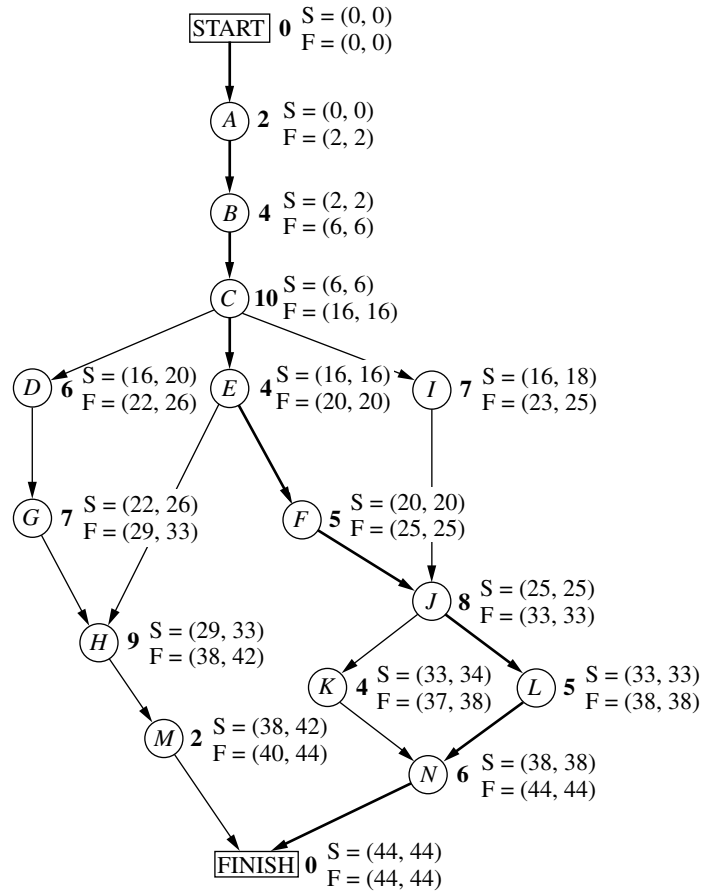 START 0 S = (0, 0)
F = (0, 0)
A 2 S = (0, 0)
F = (2, 2)
B 4 S = (2, 2)
F = (6, 6)
C 10 S = (6, 6)
F = (16, 16)
D 6 S = (16, 20)
F = (22, 26)
E 4 S = (16, 16)
F = (20, 20)
I 7 S = (16, 18)
F = (23, 25)
G 7 S = (22, 26)
F = (29, 33)
F 5 S = (20, 20)
F = (25, 25)
J 8 S = (25, 25)
F = (33, 33)
H 9 S = (29, 33)
F = (38, 42)
K 4 S = (33, 34)
F = (37, 38)
L 5 S = (33, 33)
F = (38, 38)
M 2 S = (38, 42)
F = (40, 44)
N 6 S = (38, 38)
F = (44, 44)
FINISH 0 S = (44, 44)
F = (44, 44)